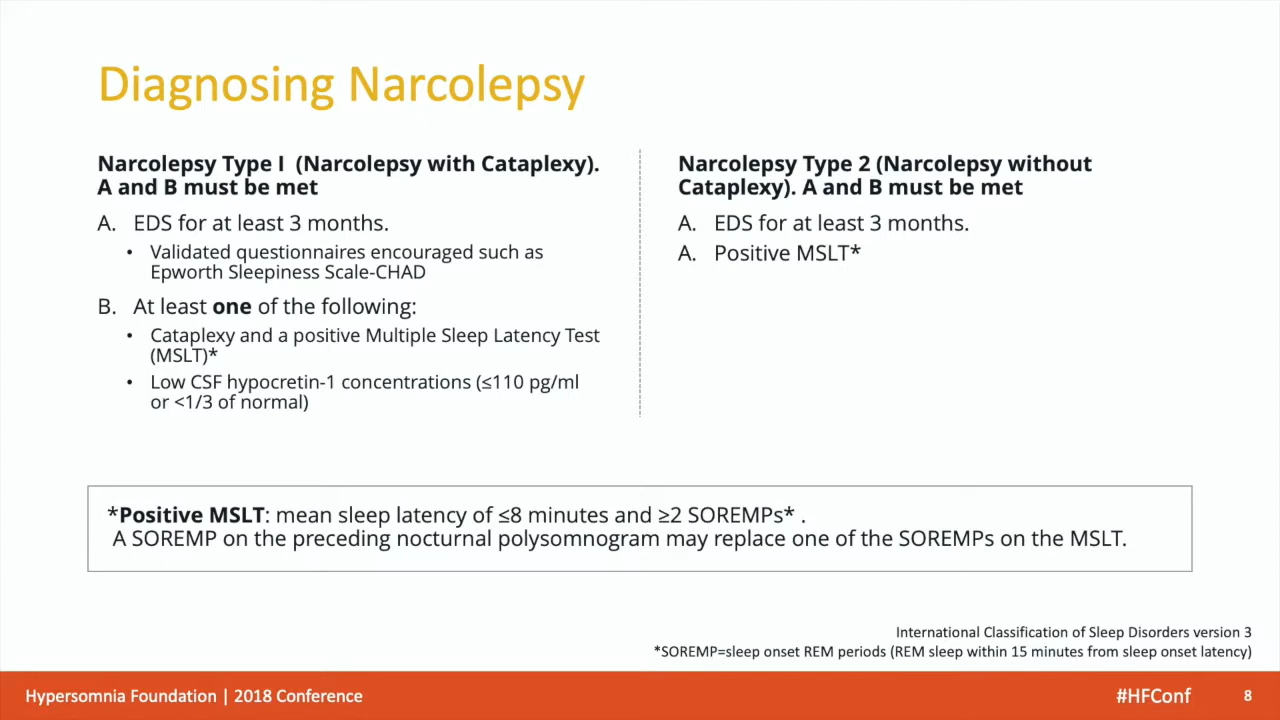 Diagnosing Narcolepsy
Narcolepsy Type I (Narcolepsy with Cataplexy).
A and B must be met
A. EDS for at least 3 months.
• Validated questionnaires encouraged such as
Epworth Sleepiness Scale-CHAD
B. At least one of the following:
• Cataplexy and a positive Multiple Sleep Latency Test
(MSLT)*
• Low CSF hypocretin-1 concentrations (≤110 pg/ml
or <1/3 of normal)
Narcolepsy Type 2 (Narcolepsy without
Cataplexy). A and B must be met
A. EDS for at least 3 months.
A. Positive MSLT*
*Positive MSLT: mean sleep latency of ≤8 minutes and ≥2 SOREMPs* .
A SOREMP on the preceding nocturnal polysomnogram may replace one of the SOREMPs on the MSLT.
International Classification of Sleep Disorders version 3
*SOREMP=sleep onset REM periods (REM sleep within 15 minutes from sleep onset latency)
Hypersomnia Foundation | 2018 Conference
#HFConf
8